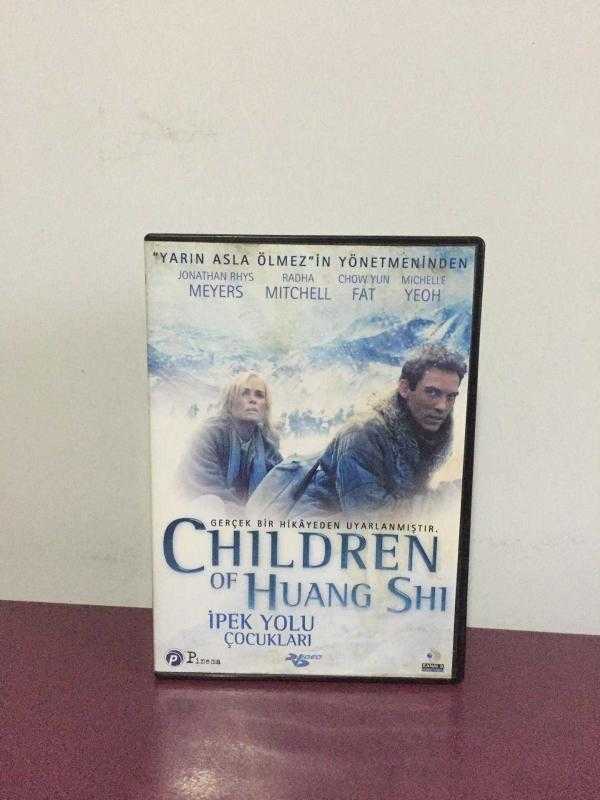 "YARIN ASLA ÖLMEZ"İN YÖNETMENİNDEN
JONATHAN RHYS MEYERS
RADHA MITCHELL
CHOW YUN FAT
MICHELLE YEOH
GERÇEK BİR HİKÂYEDEN UYARLANMIŞTIR.
CHILDREN
OF HUANG SHI
İPEK YOLU
ÇOCUKLARI
P Pinema